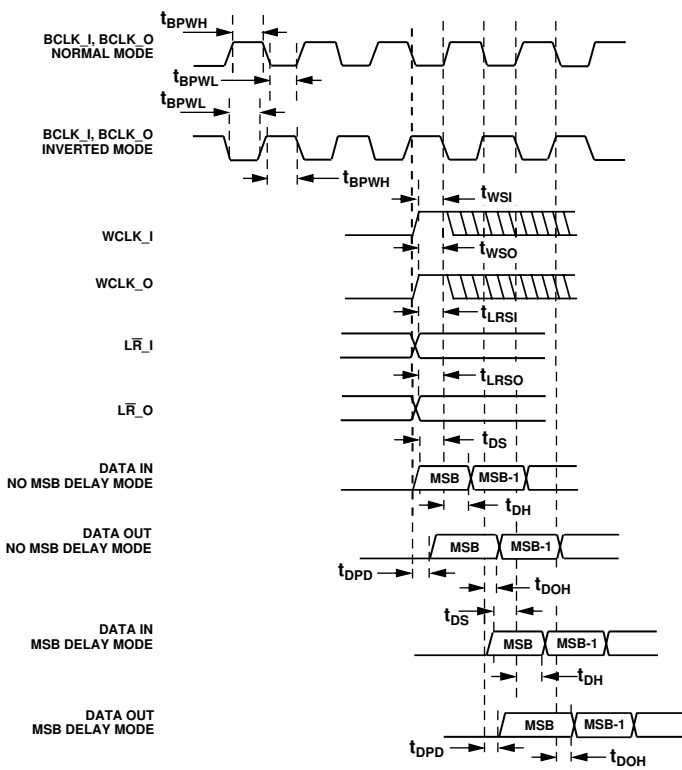 tBPWH
BCLK_I, BCLK_O
NORMAL MODE
tBPWL
tBPWL
BCLK_I, BCLK_O
INVERTED MODE
tBPWH
tWSI
WCLK_I
tWSO
WCLK_O
tLRSI
LR̅_I
tLRSO
LR̅_O
tDS
DATA IN
NO MSB DELAY MODE
MSB
MSB-1
tDH
DATA OUT
NO MSB DELAY MODE
MSB
MSB-1
tDPD
tDOH
tDS
DATA IN
MSB DELAY MODE
MSB
MSB-1
tDH
DATA OUT
MSB DELAY MODE
MSB
MSB-1
tDPD
tDOH